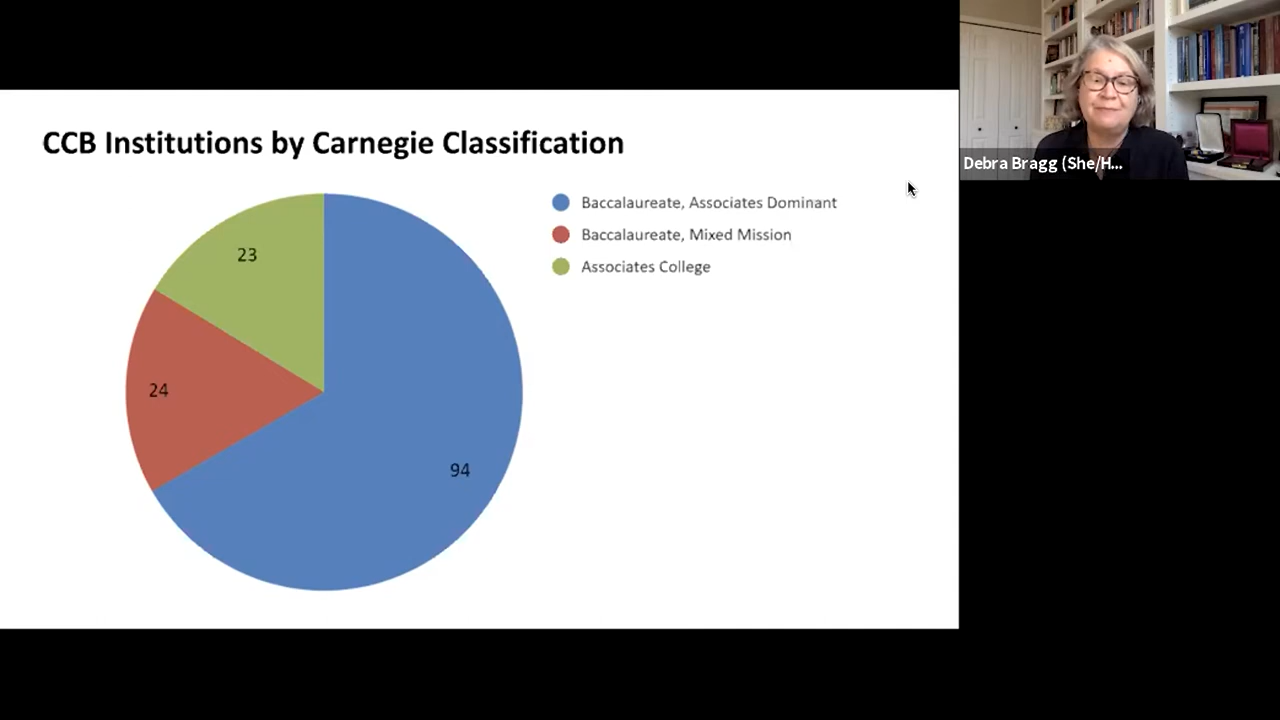 CCB Institutions by Carnegie Classification
Baccalaureate, Associates Dominant
Baccalaureate, Mixed Mission
Associates College
23
24
94
Debra Bragg (She/H...